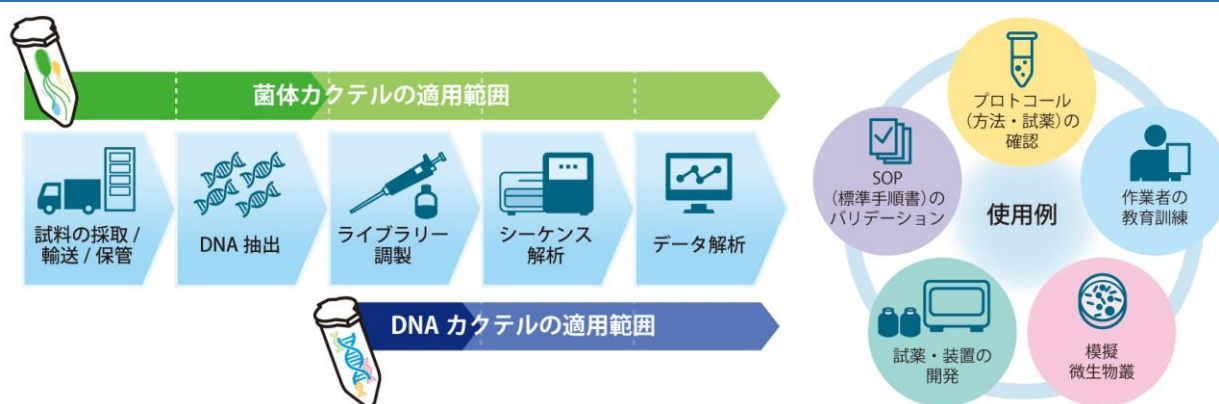 菌体カクテルの適用範囲
試料の採取 /
輸送 / 保管
DNA 抽出
ライブラリー
調製
シーケンス
解析
データ解析
DNA カクテルの適用範囲
プロトコール
(方法・試薬)の
確認
SOP
(標準手順書)の
バリデーション
使用例
作業者の
教育訓練
試薬・装置の
開発
模擬
微生物叢